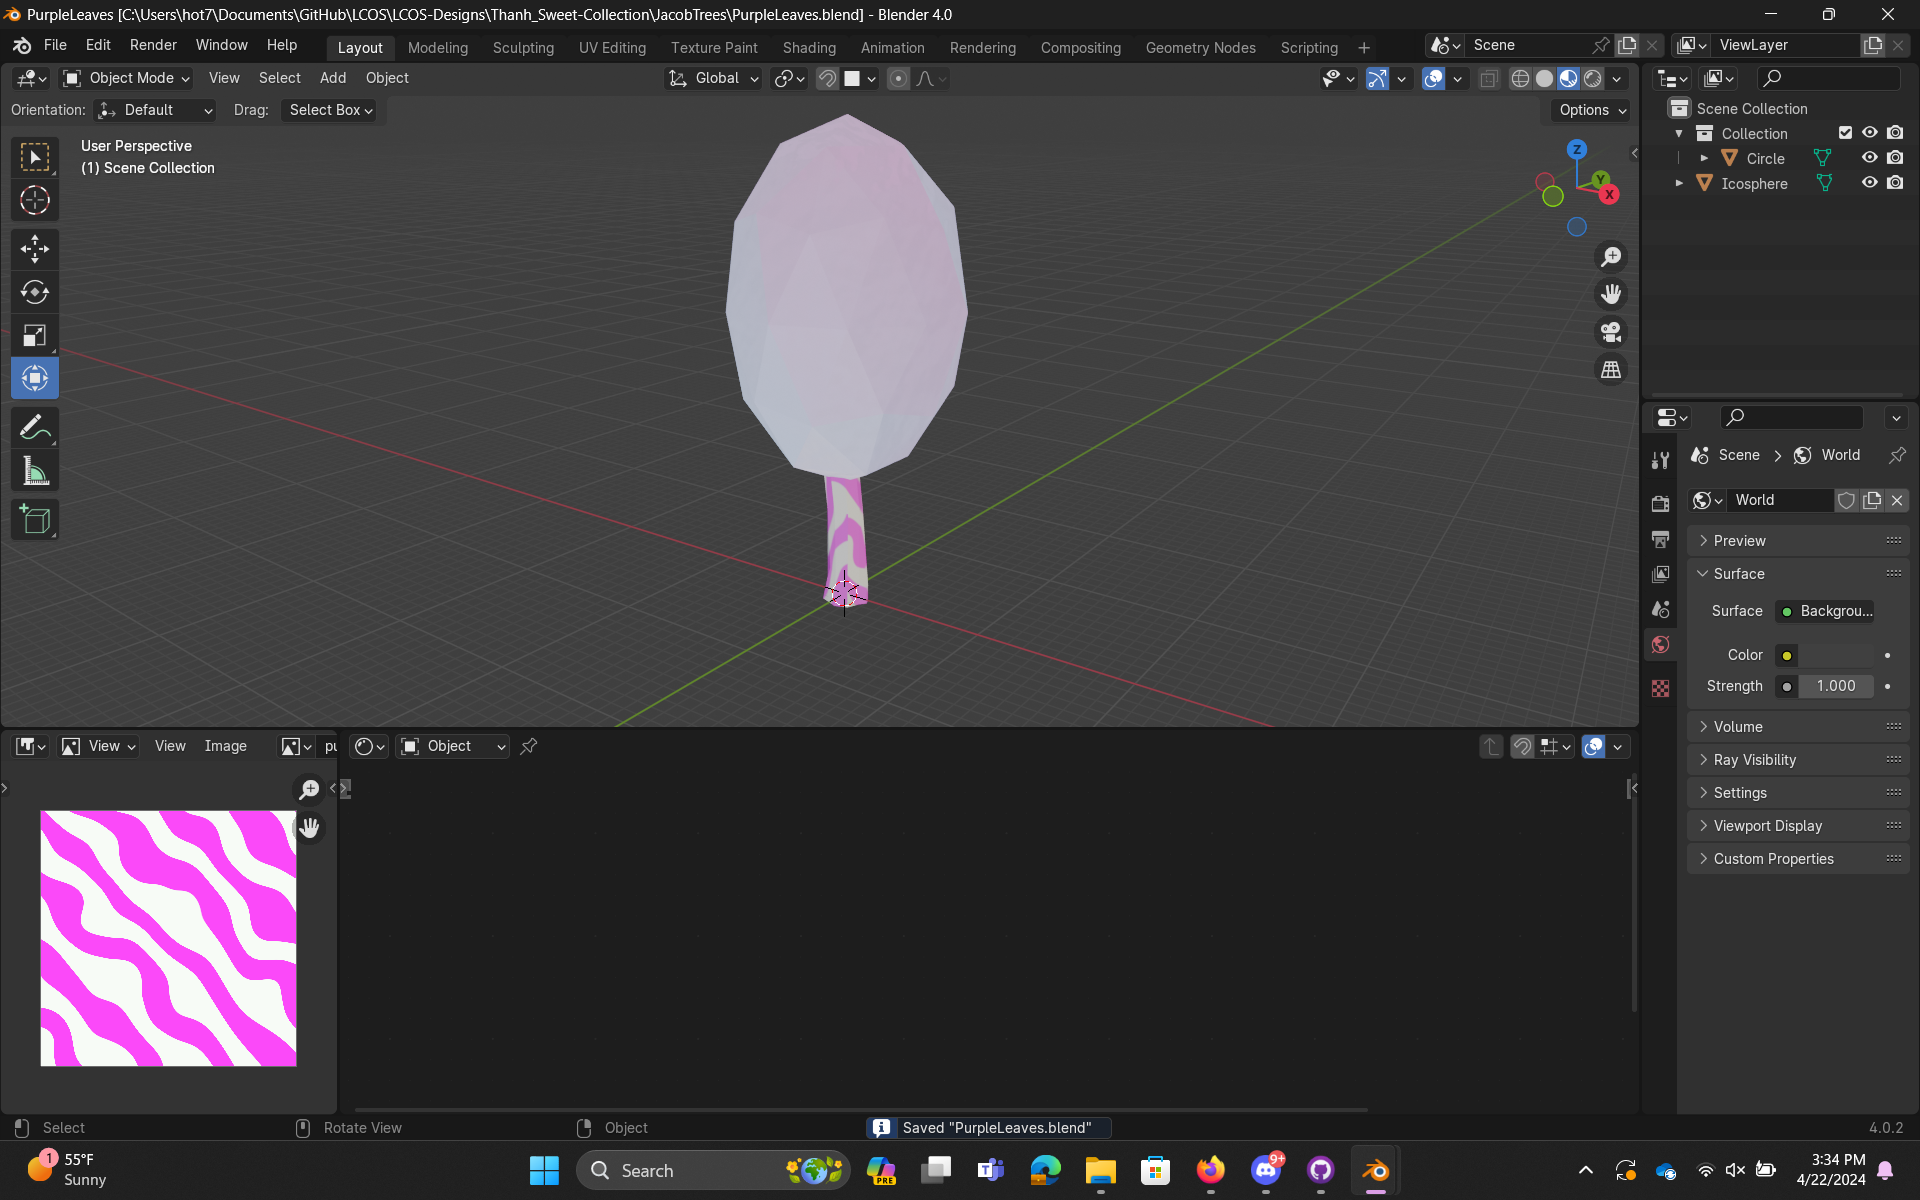 PurpleLeaves [C:\Users\hot7\Documents\GitHub\LCOS\LCOS-Designs\Thanh_Sweet-Collection\JacobTrees\PurpleLeaves.blend] - Blender 4.0
File Edit Render Window Help Layout Modeling Sculpting UV Editing Texture Paint Shading Animation Rendering Compositing Geometry Nodes Scripting + Scene ViewLayer
Object Mode View Select Add Object Global
Orientation: Default Drag: Select Box Options
User Perspective
(1) Scene Collection
Z
Y
X
Scene Collection
Collection
Circle
Icosphere
Scene > World
World
Preview
Surface
Surface Backgrou...
Color
Strength 1.000
Volume
Ray Visibility
Settings
Viewport Display
Custom Properties
View View Image pu Object
Select Rotate View Object Saved "PurpleLeaves.blend" 4.0.2
1
55°F
Sunny
Search
PRE
9+
3:34 PM
4/22/2024